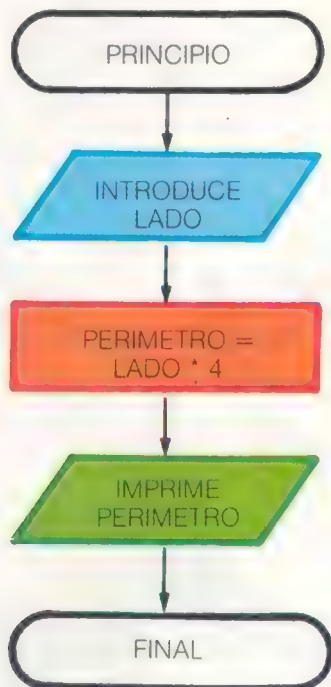 PRINCIPIO
INTRODUCE
LADO
PERIMETRO =
LADO * 4
IMPRIME
PERIMETRO
FINAL